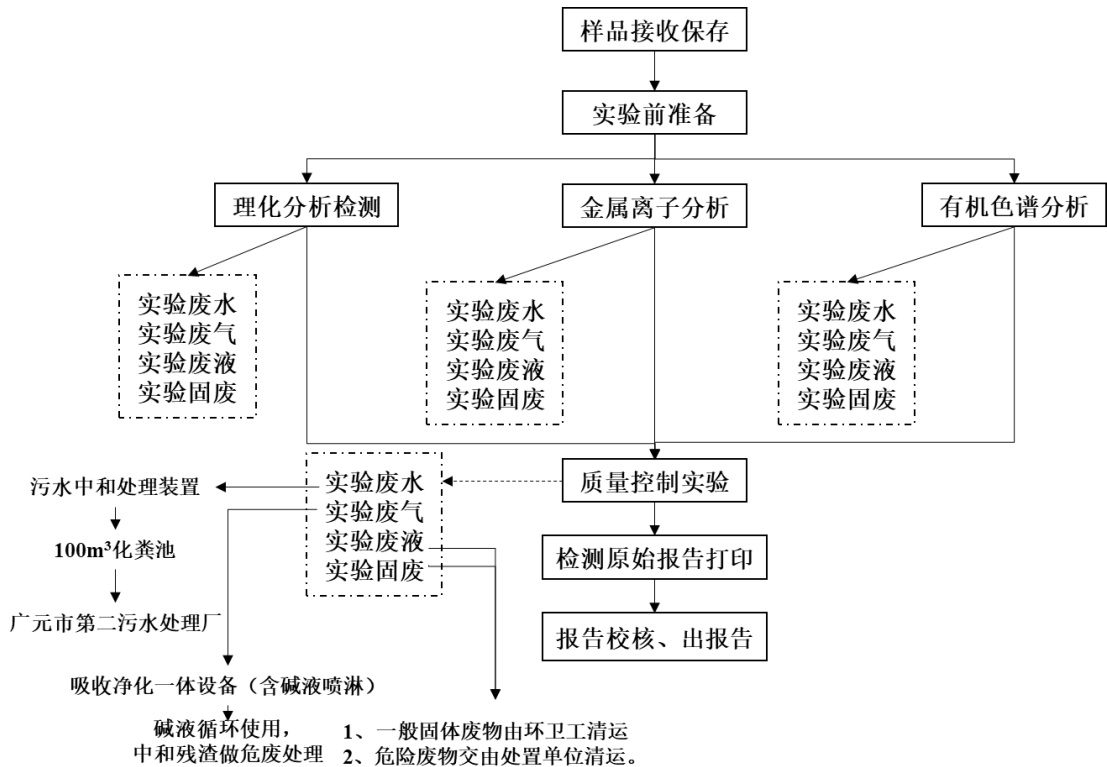 样品接收保存
实验前准备
理化分析检测
金属离子分析
有机色谱分析
实验废水
实验废气
实验废液
实验固废
实验废水
实验废气
实验废液
实验固废
实验废水
实验废气
实验废液
实验固废
质量控制实验
实验废水
实验废气
实验废液
实验固废
污水中和处理装置
100m³化粪池
广元市第二污水处理厂
检测原始报告打印
报告校核、出报告
吸收净化一体设备（含碱液喷淋）
碱液循环使用，
中和残渣做危废处理
1、一般固体废物由环卫工清运
2、危险废物交由处置单位清运。